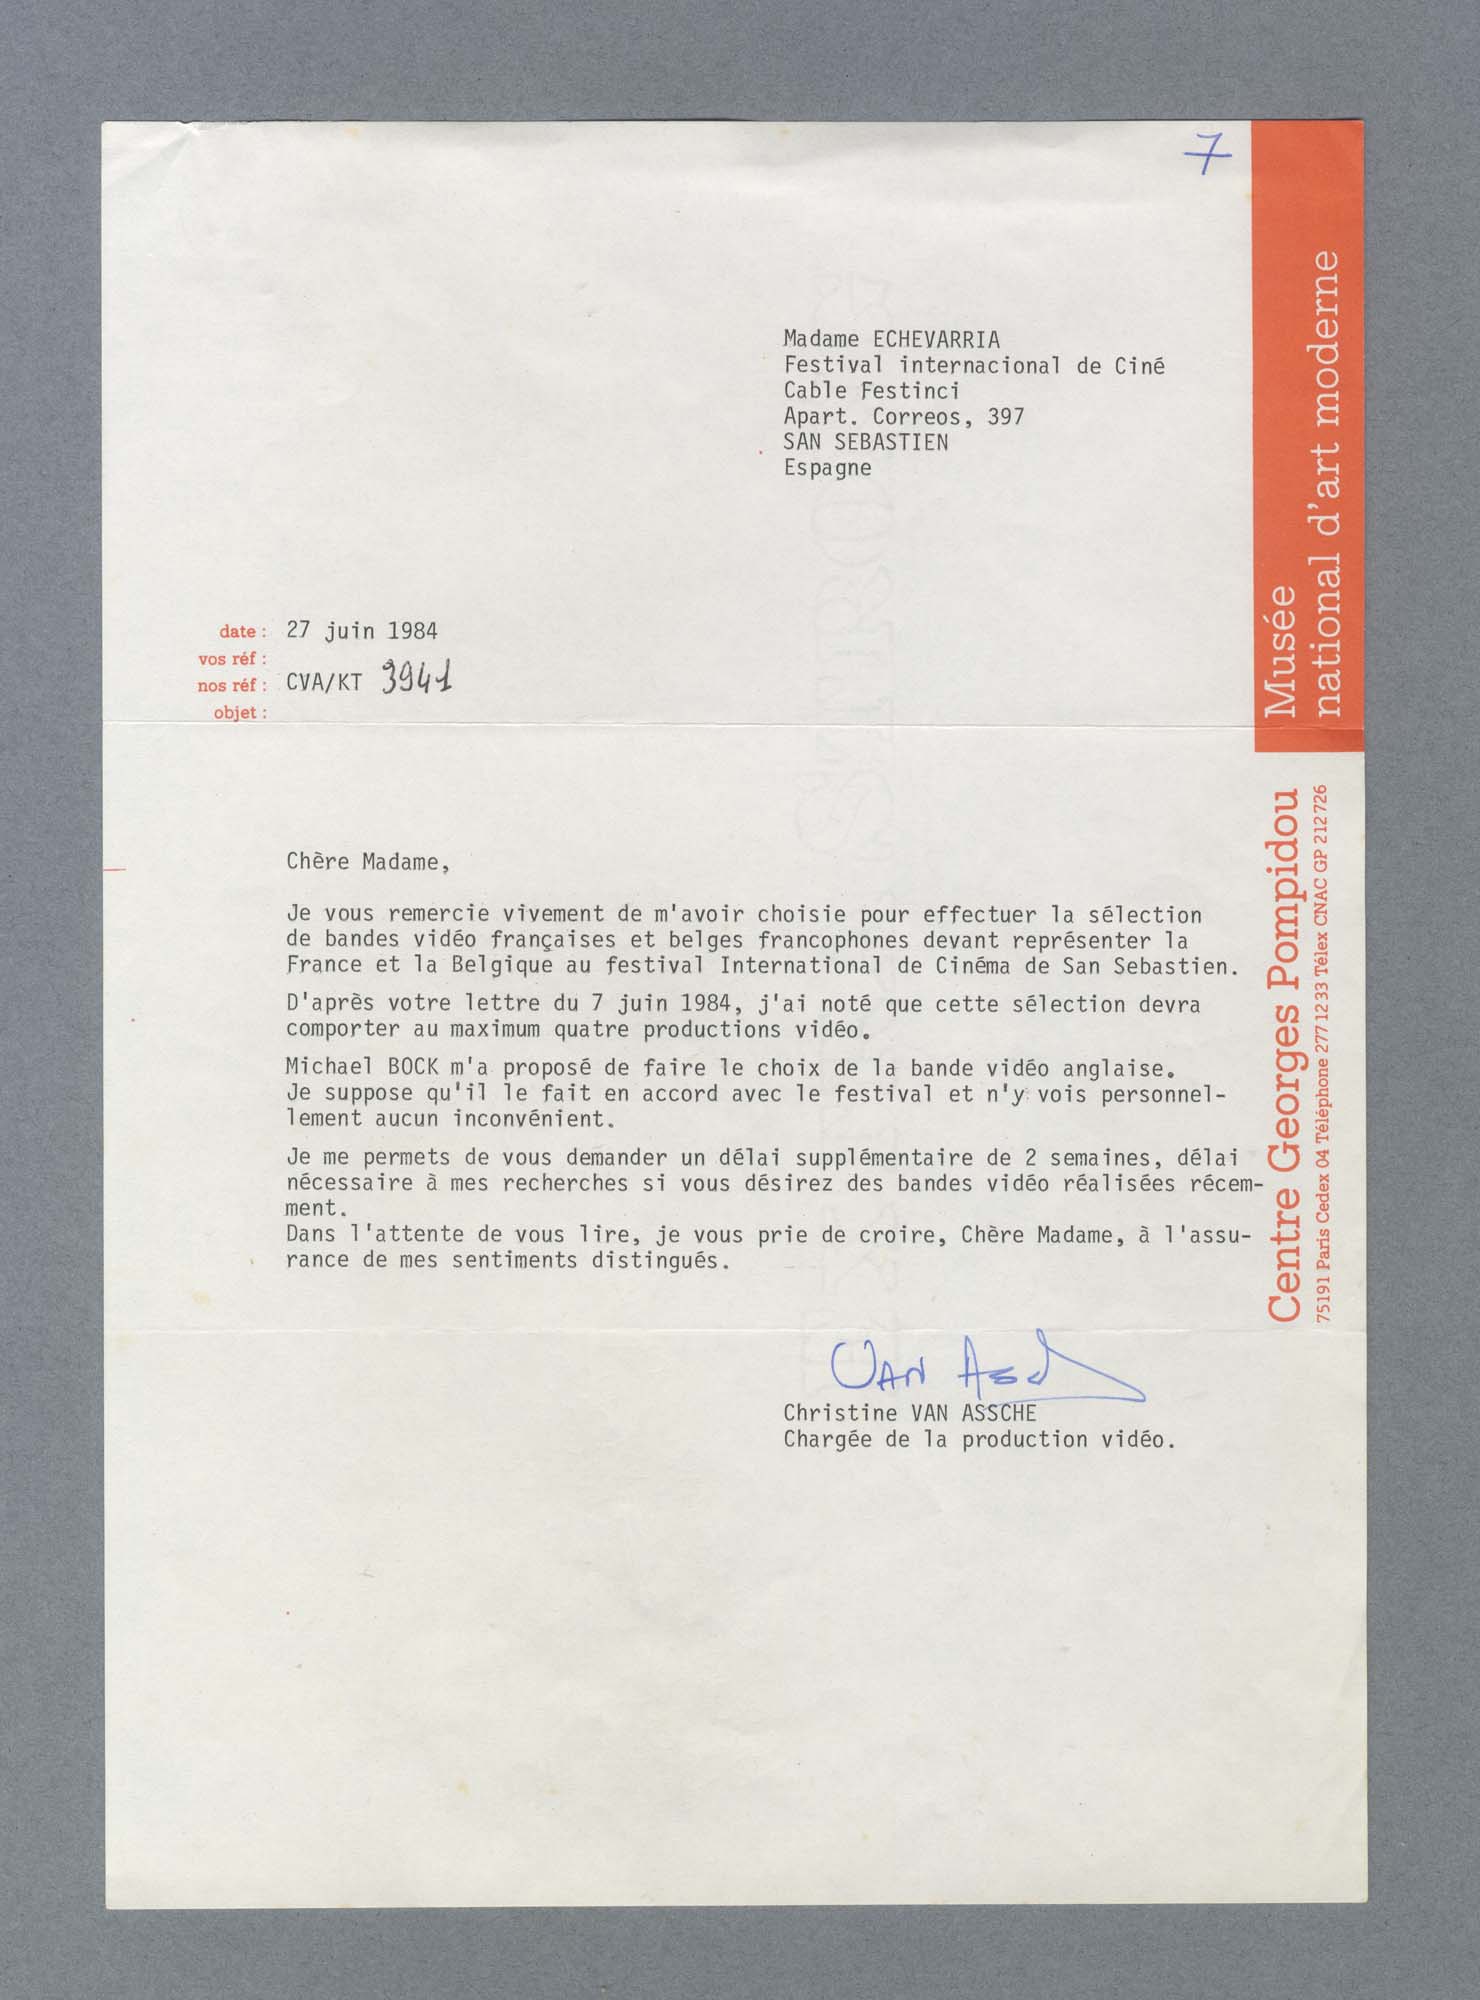 7
Musée
national d'art moderne
Madame ECHEVARRIA
Festival internacional de Ciné
Cable Festinci
Apart. Correos, 397
SAN SEBASTIEN
Espagne
date : 27 juin 1984
vos réf :
nos réf : CVA/KT 3941
objet :
Centre Georges Pompidou
75191 Paris Cedex 04 Téléphone 277 12 33 Télex CNAC GP 212 726
Chère Madame,
Je vous remercie vivement de m'avoir choisie pour effectuer la sélection
de bandes vidéo françaises et belges francophones devant représenter la
France et la Belgique au festival International de Cinéma de San Sebastien.
D'après votre lettre du 7 juin 1984, j'ai noté que cette sélection devra
comporter au maximum quatre productions vidéo.
Michael BOCK m'a proposé de faire le choix de la bande vidéo anglaise.
Je suppose qu'il le fait en accord avec le festival et n'y vois personnel-
lement aucun inconvénient.
Je me permets de vous demander un délai supplémentaire de 2 semaines, délai
nécessaire à mes recherches si vous désirez des bandes vidéo réalisées récem-
ment.
Dans l'attente de vous lire, je vous prie de croire, Chère Madame, à l'assu-
rance de mes sentiments distingués.
Van Assche
Christine VAN ASSCHE
Chargée de la production vidéo.